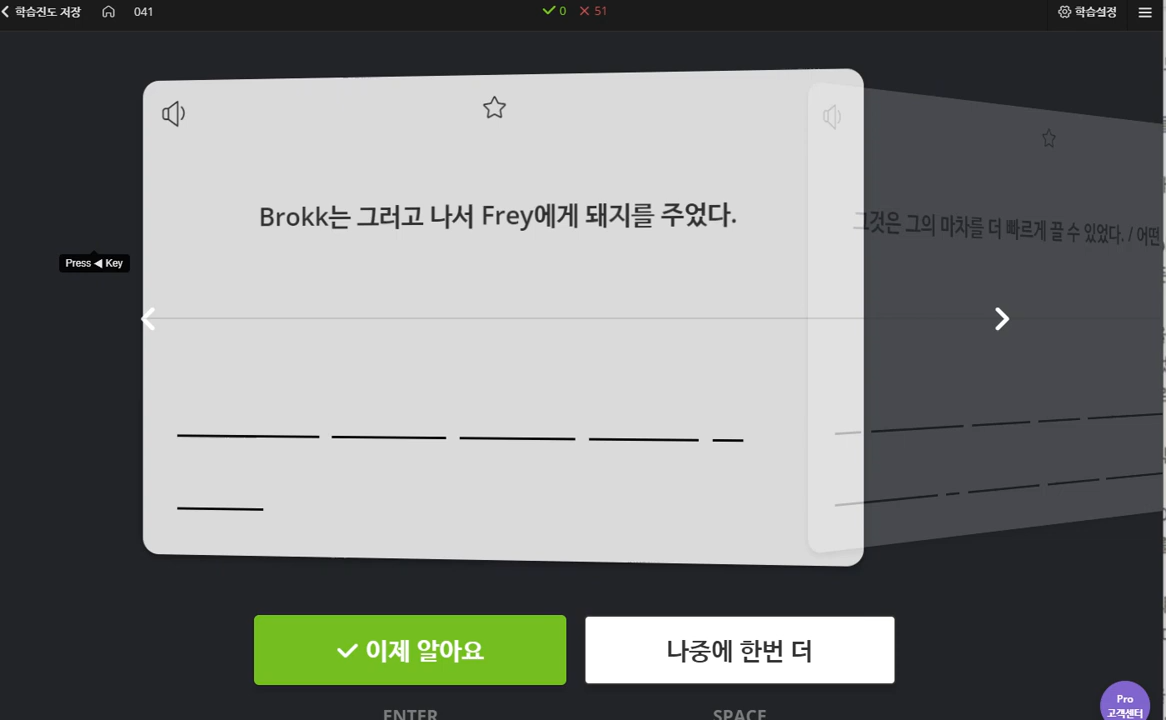 학습진도 저장
041
0
51
학습설정
Brokk는 그러고 나서 Frey에게 돼지를 주었다.
그것은 그의 마차를 더 빠르게 끌 수 있었다. / 어떤
Press ◀ Key
이제 알아요
나중에 한번 더
ENTER
SPACE
Pro
고객센터